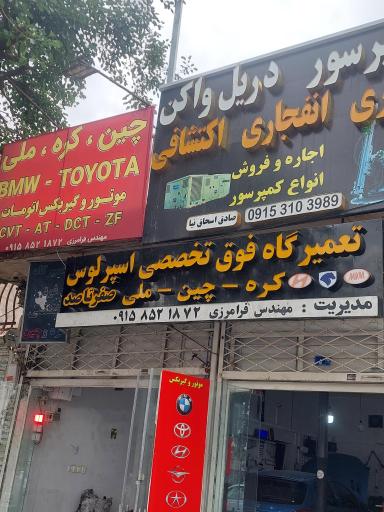 چین ، کره ، ملی
BMW - TOYOTA
موتور و گیربکس اتومات
CVT - AT - DCT - ZF
مهندس فرامرزی ۰۹۱۵ ۸۵۲ ۱۸۷۲
دریل واگن
انفجاری اکتشافی
اجاره و فروش
انواع کمپرسور
صادق اسحاق نیا
0915 310 3989
تعمیرگاه فوق تخصصی اسپرلوس
کره - چین - ملی صفرتاصد
مدیریت : مهندس فرامرزی ۰۹۱۵ ۸۵۲ ۱۸۷۲
موتور و گیربکس